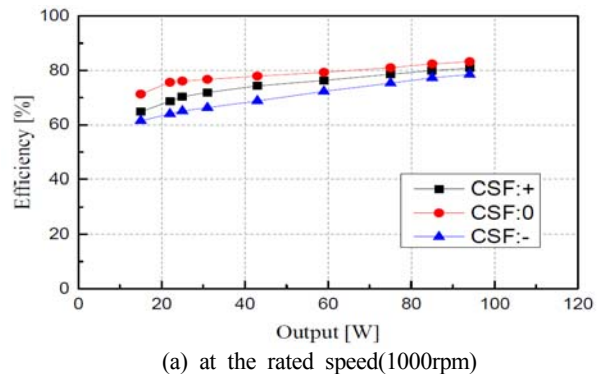 100
80
60
40
20
0
Efficiency [%]
CSF:+
CSF:0
CSF:-
0 20 40 60 80 100 120
Output [W]
(a) at the rated speed(1000rpm)